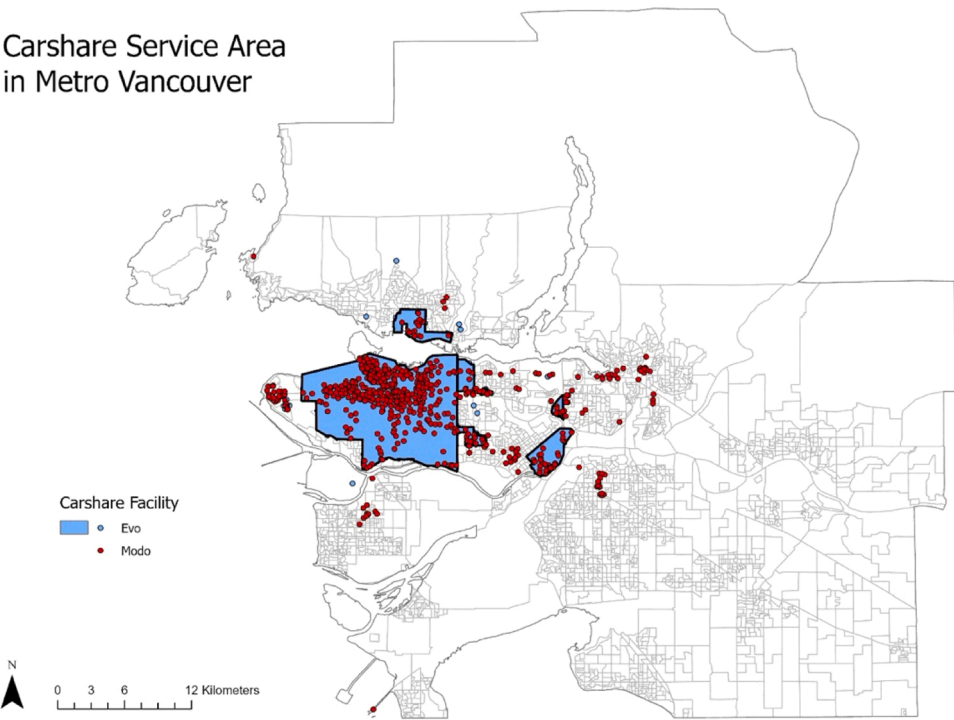 Carshare Service Area
in Metro Vancouver
Carshare Facility
Evo
Modo
N
0 3 6 12 Kilometers